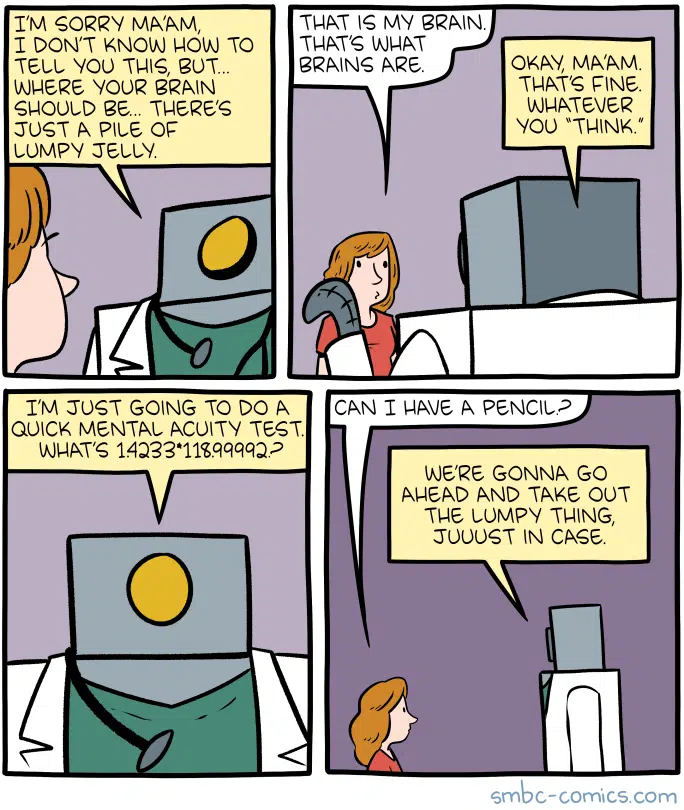 I'M SORRY MA'AM,
I DON'T KNOW HOW TO
TELL YOU THIS, BUT...
WHERE YOUR BRAIN
SHOULD BE... THERE'S
JUST A PILE OF
LUMPY JELLY.
THAT IS MY BRAIN.
THAT'S WHAT
BRAINS ARE.
OKAY, MA'AM.
THAT'S FINE.
WHATEVER
YOU "THINK."
I'M JUST GOING TO DO A
QUICK MENTAL ACUITY TEST.
WHAT'S 1.4233*118.99992?
CAN I HAVE A PENCIL?
WE'RE GONNA GO
AHEAD AND TAKE OUT
THE LUMPY THING,
JUUUST IN CASE.
smbc-comics.com